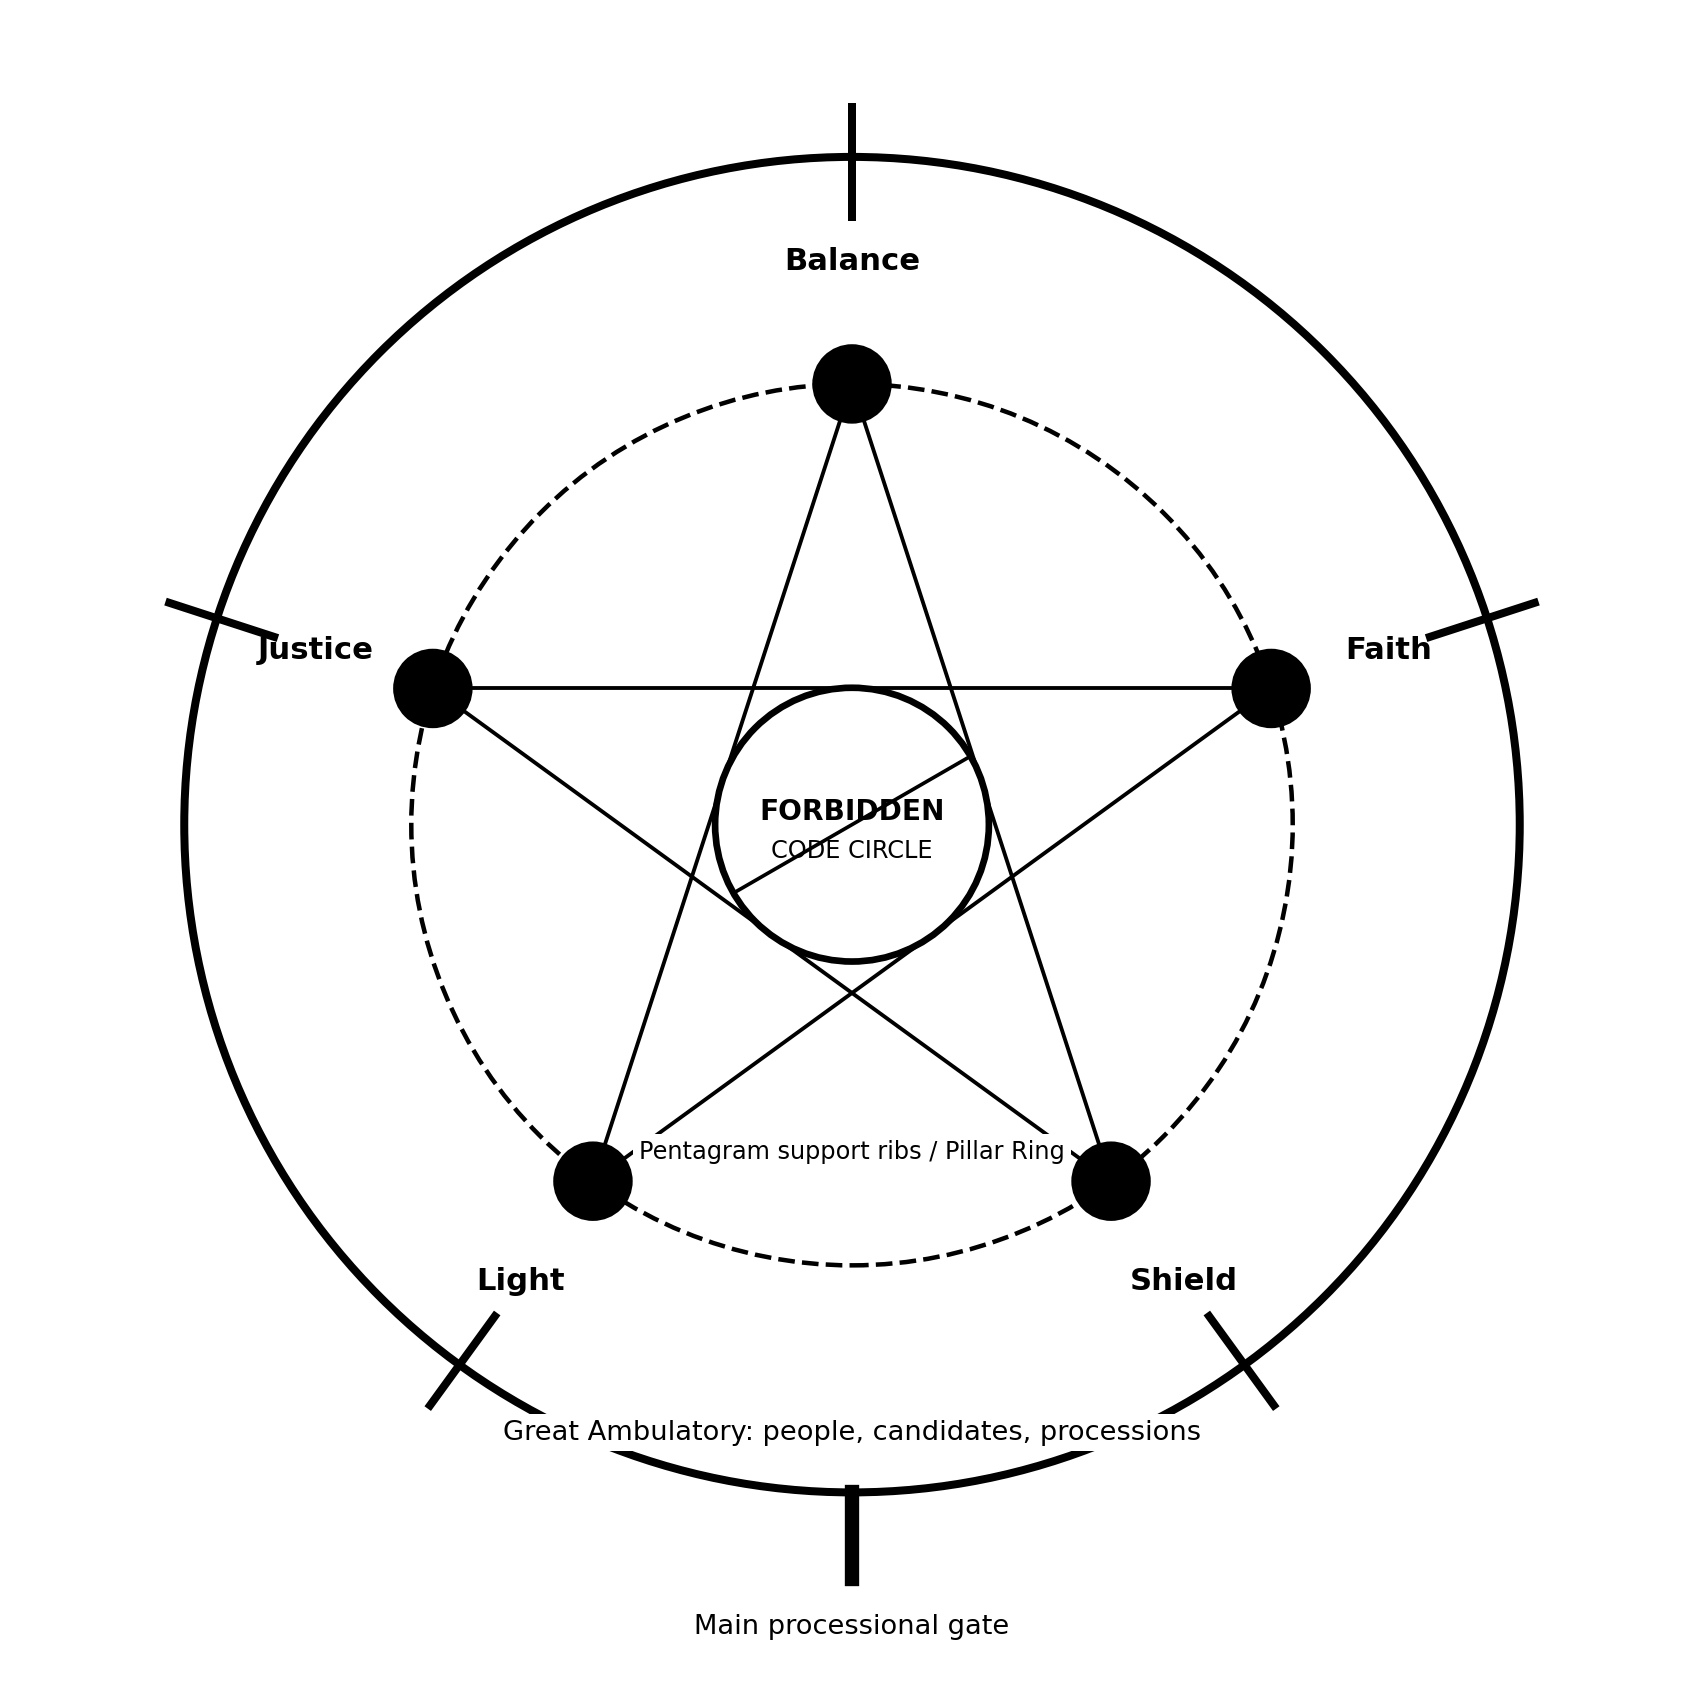 Balance
Justice
Faith
FORBIDDEN
CODE CIRCLE
Pentagram support ribs / Pillar Ring
Light
Shield
Great Ambulatory: people, candidates, processions
Main processional gate